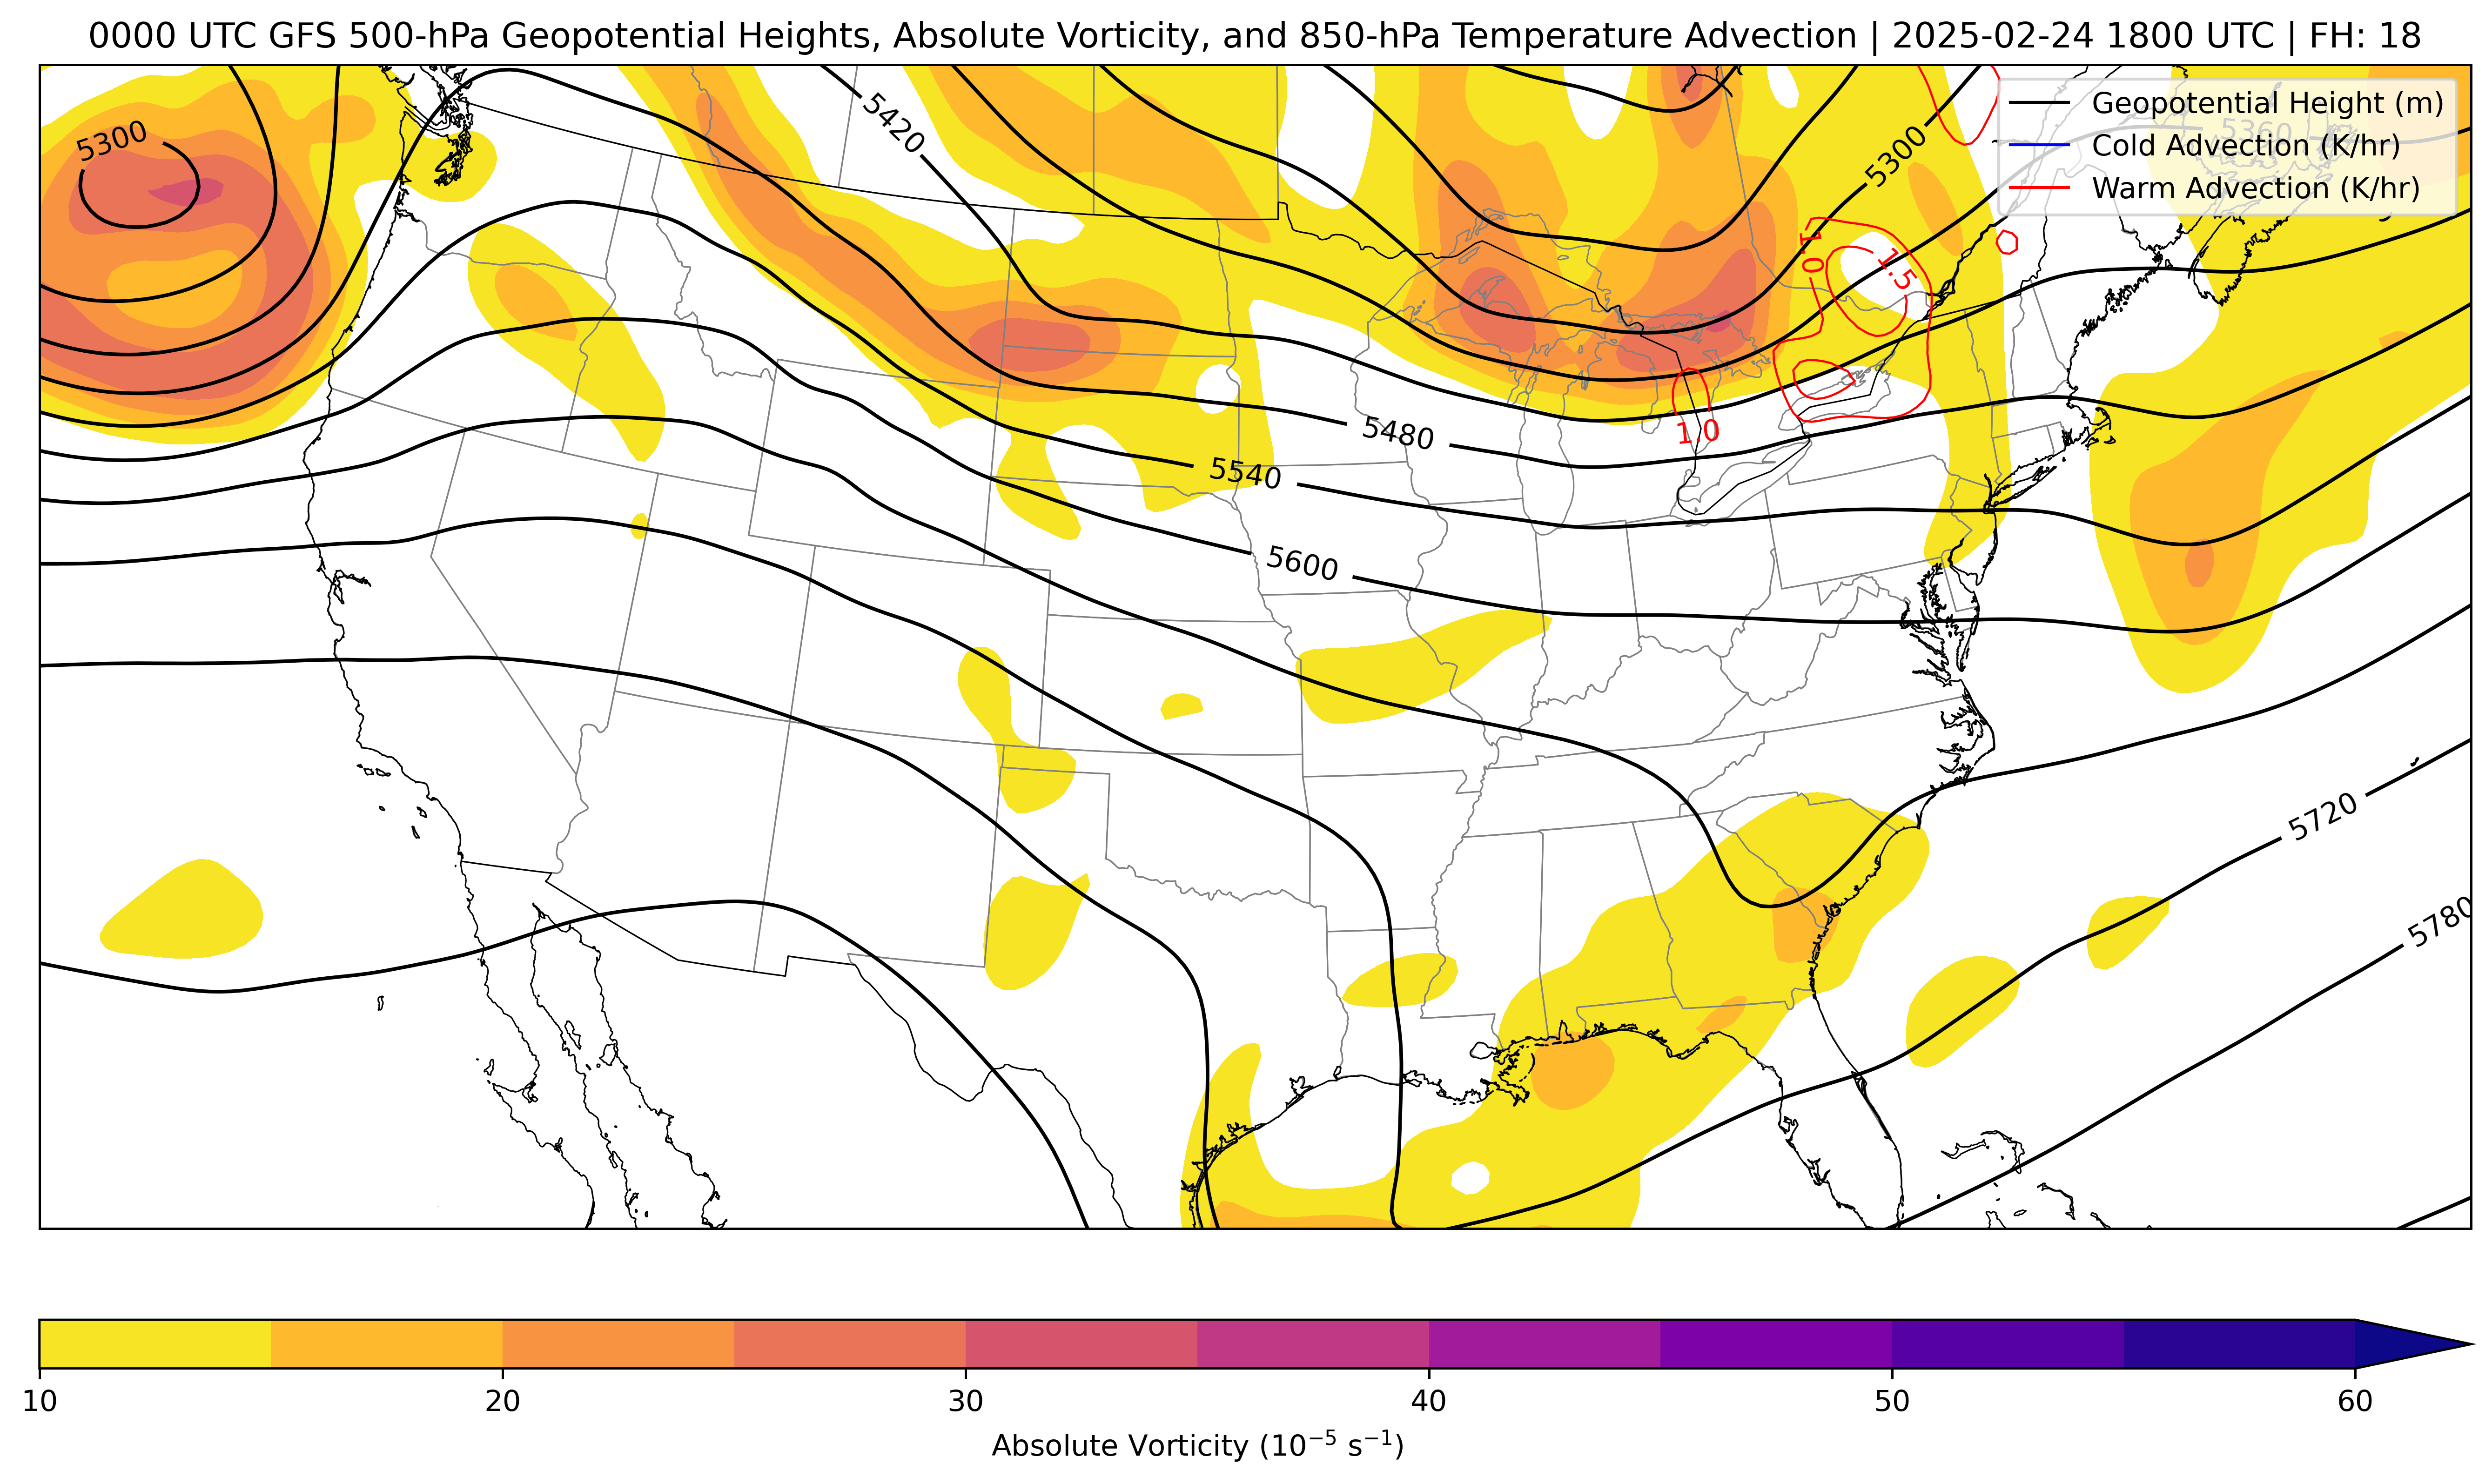 0000 UTC GFS 500-hPa Geopotential Heights, Absolute Vorticity, and 850-hPa Temperature Advection | 2025-02-24 1800 UTC | FH: 18
Geopotential Height (m)
Cold Advection (K/hr)
Warm Advection (K/hr)
5300
5420
5300
5360
1.0
1.5
1.0
5480
5540
5600
5720
5780
10 20 30 40 50 60
Absolute Vorticity (10⁻⁵ s⁻¹)